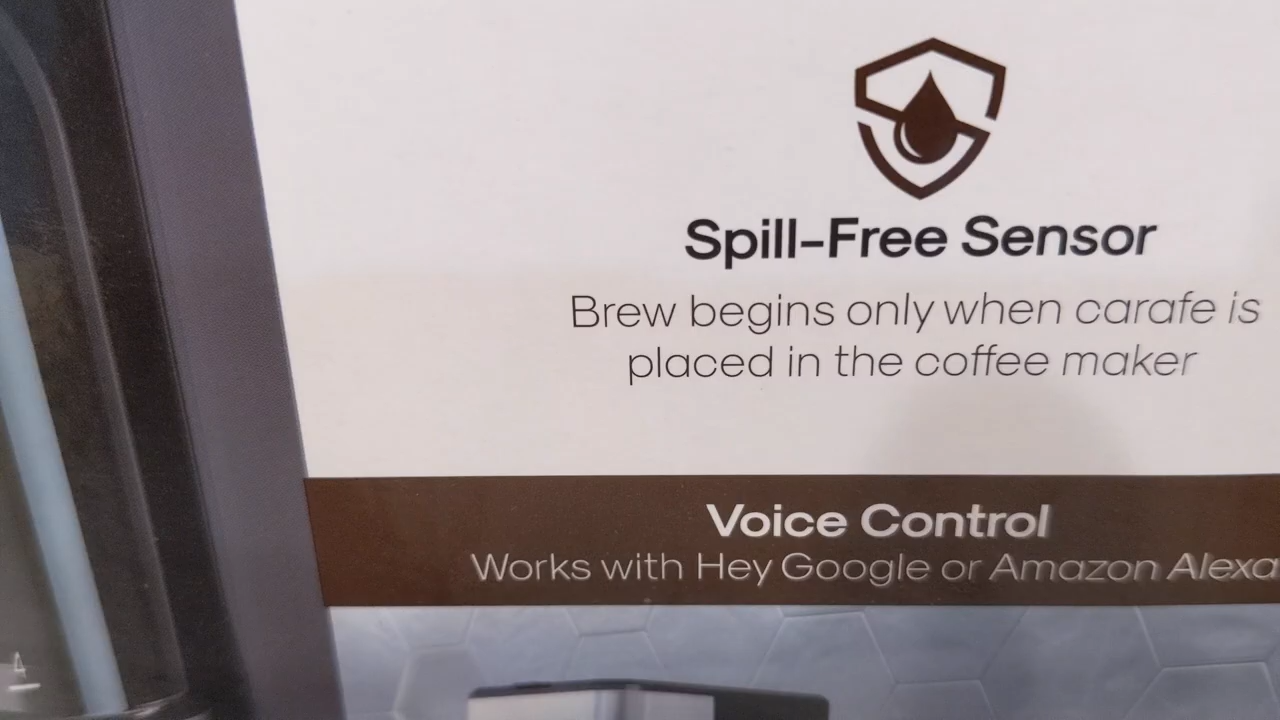 Spill-Free Sensor
Brew begins only when carafe is
placed in the coffee maker
Voice Control
Works with Hey Google or Amazon Alexa
4